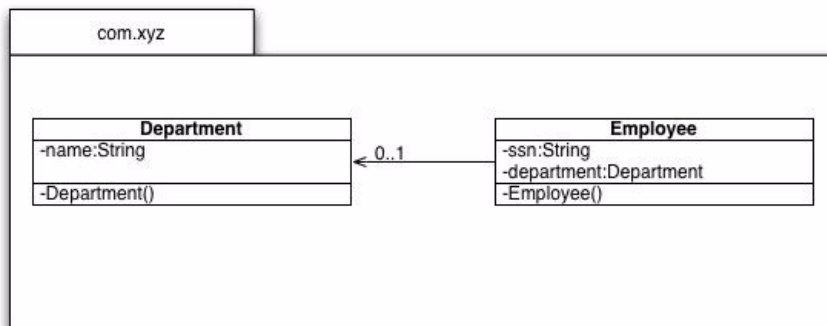 com.xyz
Department
-name:String
-Department()
0..1
Employee
-ssn:String
-department:Department
-Employee()